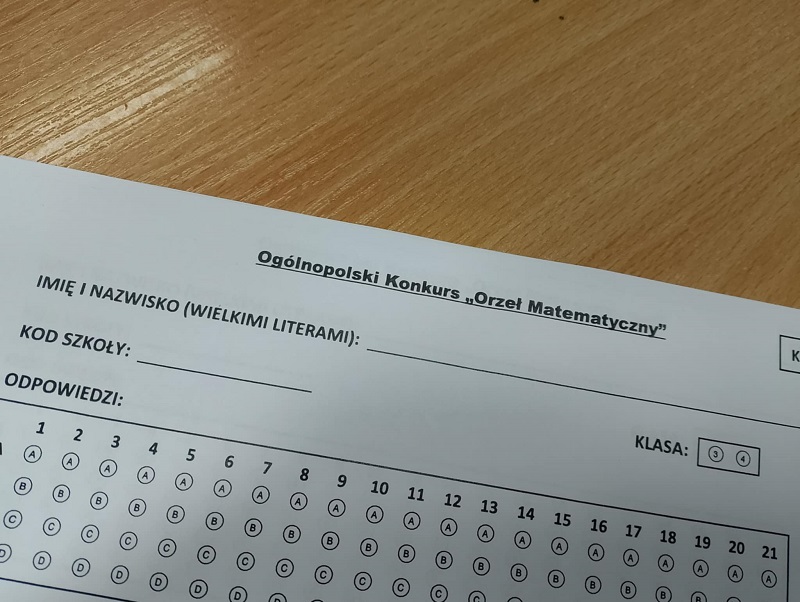 Ogólnopolski Konkurs „Orzeł Matematyczny”
IMIĘ I NAZWISKO (WIELKIMI LITERAMI):
K
KOD SZKOŁY:
KLASA: 3 4
ODPOWIEDZI:
1 2 3 4 5 6 7 8 9 10 11 12 13 14 15 16 17 18 19 20 21
A A A A A A A A A A A A A A A A A A A A A
B B B B B B B B B B B B B B B B B B B
C C C C C C C C C C C C
D D D D D D D